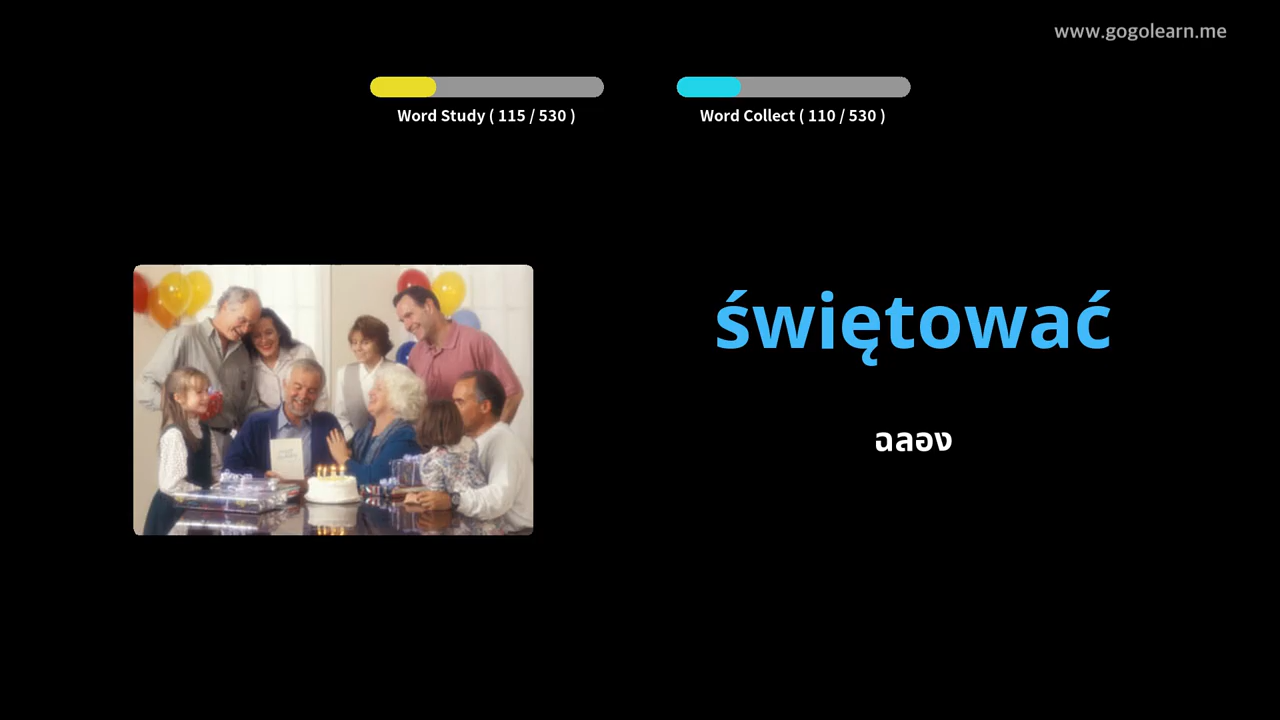 www.gogolearn.me
Word Study ( 115 / 530 )
Word Collect ( 110 / 530 )
świętować
ฉลอง